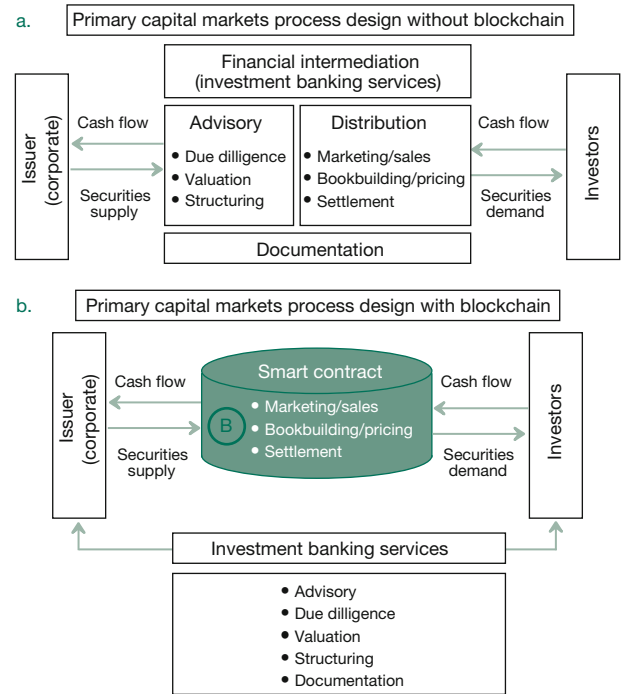 a.
Primary capital markets process design without blockchain
Financial intermediation
(investment banking services)
Issuer
(corporate)
Cash flow
Securities
supply
Advisory
• Due dilligence
• Valuation
• Structuring
Distribution
• Marketing/sales
• Bookbuilding/pricing
• Settlement
Cash flow
Securities
demand
Investors
Documentation
b.
Primary capital markets process design with blockchain
Issuer
(corporate)
Cash flow
Securities
supply
Smart contract
B
• Marketing/sales
• Bookbuilding/pricing
• Settlement
Cash flow
Securities
demand
Investors
Investment banking services
• Advisory
• Due dilligence
• Valuation
• Structuring
• Documentation